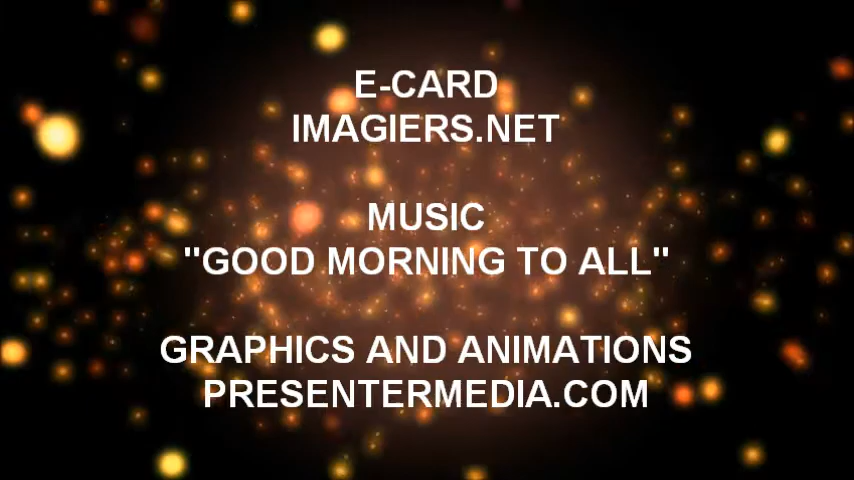 E-CARD
IMAGIERS.NET
MUSIC
"GOOD MORNING TO ALL"
GRAPHICS AND ANIMATIONS
PRESENTERMEDIA.COM